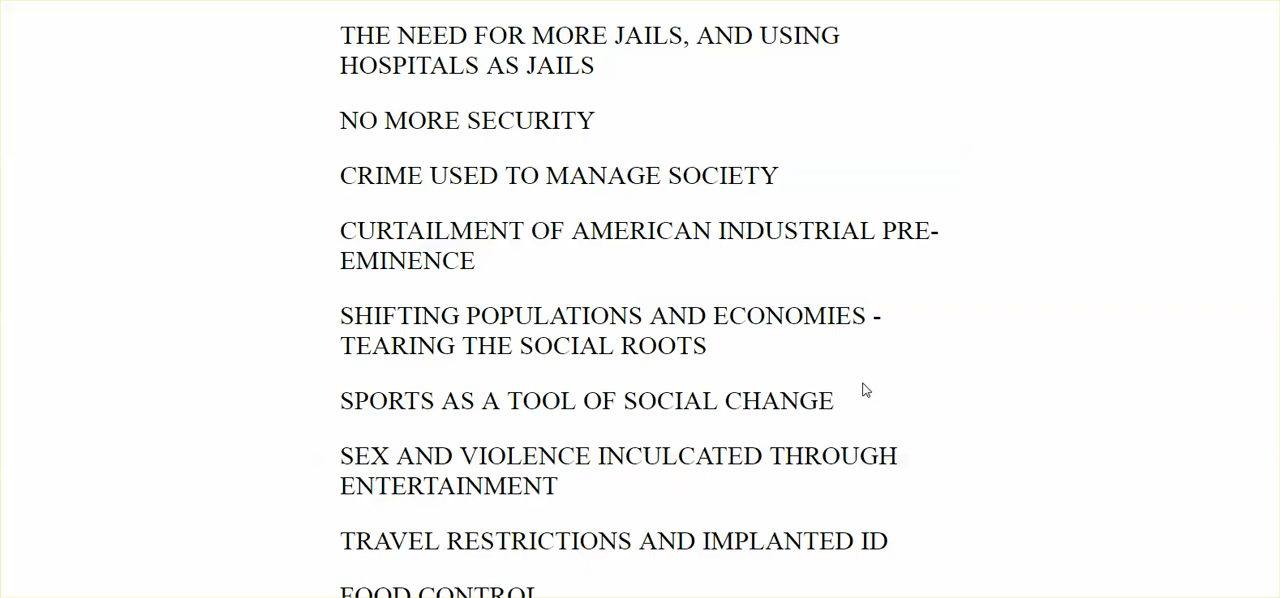 THE NEED FOR MORE JAILS, AND USING
HOSPITALS AS JAILS
NO MORE SECURITY
CRIME USED TO MANAGE SOCIETY
CURTAILMENT OF AMERICAN INDUSTRIAL PRE-
EMINENCE
SHIFTING POPULATIONS AND ECONOMIES -
TEARING THE SOCIAL ROOTS
SPORTS AS A TOOL OF SOCIAL CHANGE
SEX AND VIOLENCE INCULCATED THROUGH
ENTERTAINMENT
TRAVEL RESTRICTIONS AND IMPLANTED ID
FOOD CONTROL